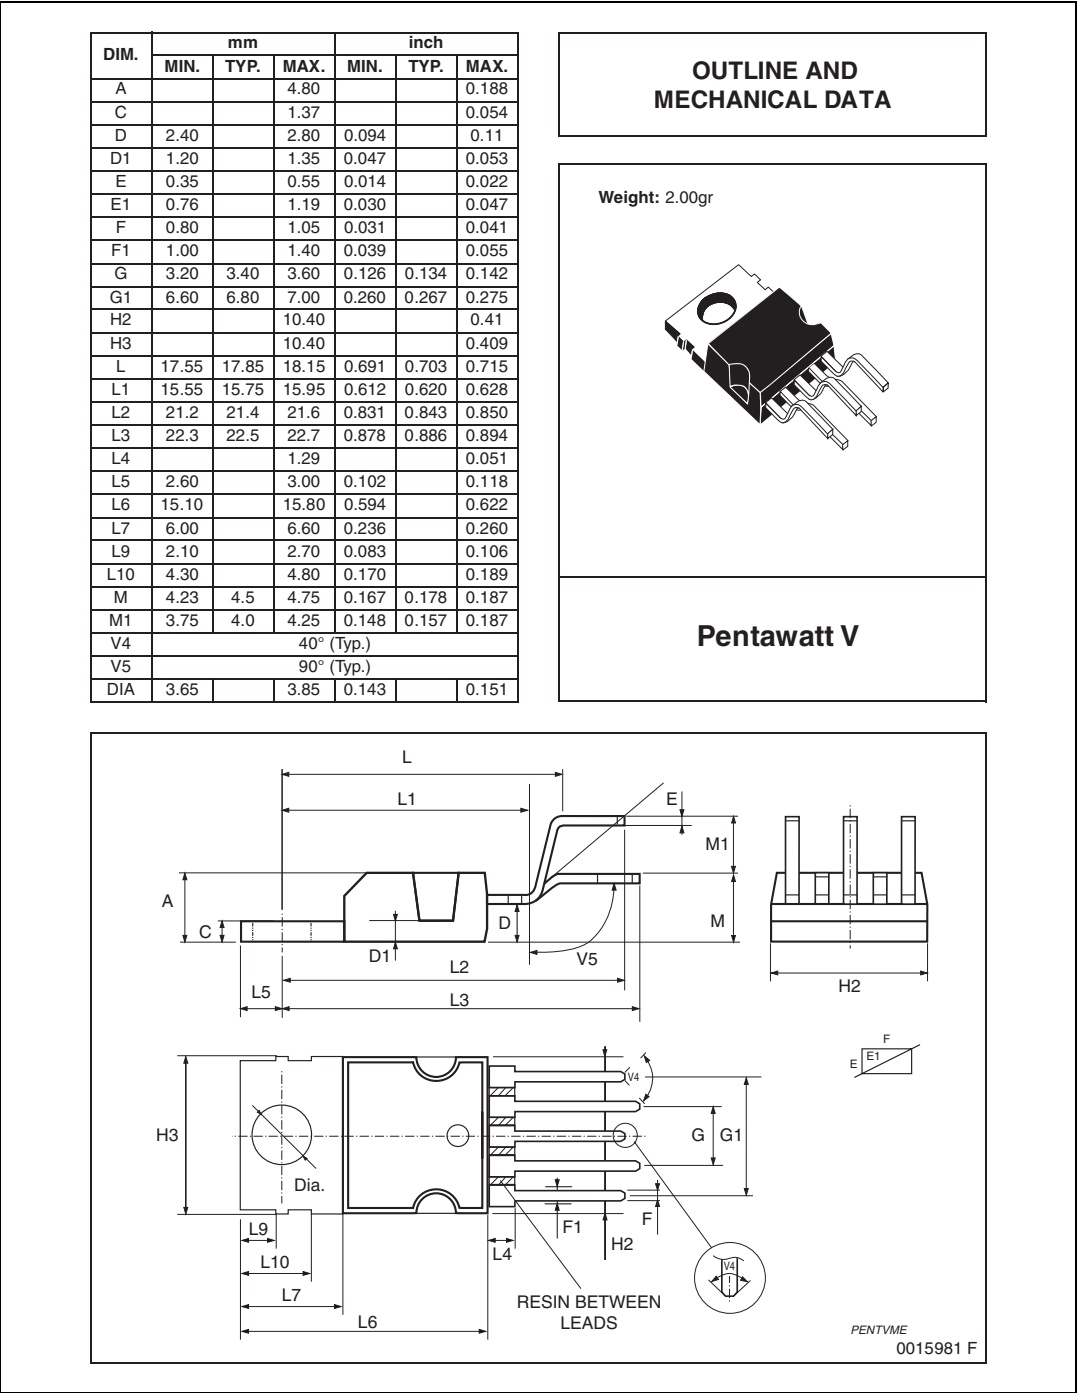 DIM. mm inch
MIN. TYP. MAX. MIN. TYP. MAX.
A 4.80 0.188
C 1.37 0.054
D 2.40 2.80 0.094 0.11
D1 1.20 1.35 0.047 0.053
E 0.35 0.55 0.014 0.022
E1 0.76 1.19 0.030 0.047
F 0.80 1.05 0.031 0.041
F1 1.00 1.40 0.039 0.055
G 3.20 3.40 3.60 0.126 0.134 0.142
G1 6.60 6.80 7.00 0.260 0.267 0.275
H2 10.40 0.41
H3 10.40 0.409
L 17.55 17.85 18.15 0.691 0.703 0.715
L1 15.55 15.75 15.95 0.612 0.620 0.628
L2 21.2 21.4 21.6 0.831 0.843 0.850
L3 22.3 22.5 22.7 0.878 0.886 0.894
L4 1.29 0.051
L5 2.60 3.00 0.102 0.118
L6 15.10 15.80 0.594 0.622
L7 6.00 6.60 0.236 0.260
L9 2.10 2.70 0.083 0.106
L10 4.30 4.80 0.170 0.189
M 4.23 4.5 4.75 0.167 0.178 0.187
M1 3.75 4.0 4.25 0.148 0.157 0.187
V4 40° (Typ.)
V5 90° (Typ.)
DIA 3.65 3.85 0.143 0.151
OUTLINE AND
MECHANICAL DATA
Weight: 2.00gr
Pentawatt V
L
L1
E
M1
A
C
D
M
D1
V5
L2
H2
L5
L3
F
E E1
V4
H3
G G1
Dia.
F
L9
F1
L4
H2
L10
V4
L7
RESIN BETWEEN
LEADS
L6
PENTVME
0015981 F